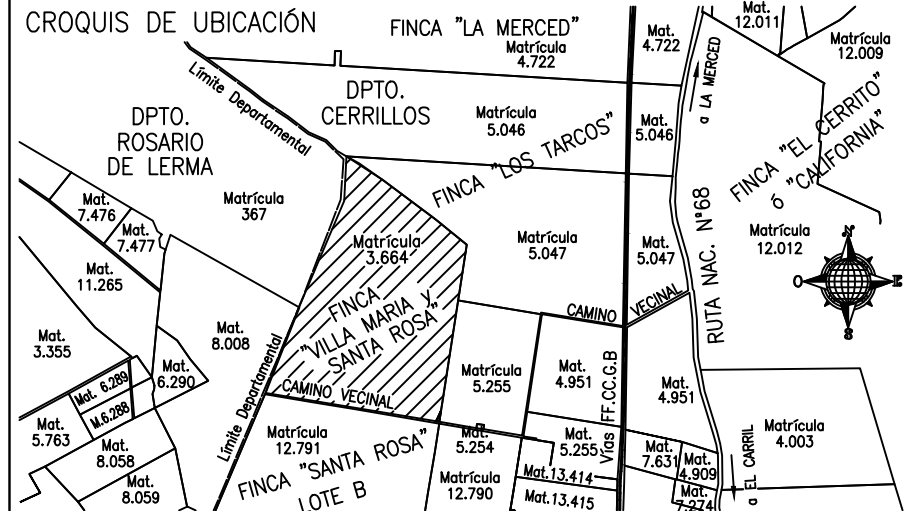 CROQUIS DE UBICACIÓN
FINCA "LA MERCED"
Matrícula
4.722
Mat.
4.722
Mat.
12.011
Matrícula
12.009
a LA MERCED
Límite Departamental
DPTO.
CERRILLOS
DPTO.
ROSARIO
DE LERMA
Matrícula
5.046
Mat.
5.046
FINCA "LOS TARCOS"
FINCA "EL CERRITO"
ó "CALIFORNIA"
Mat.
7.476
Mat.
7.477
Matrícula
367
Matrícula
3.664
Matrícula
5.047
Mat.
5.047
RUTA NAC. N°68
Matrícula
12.012
N
O
E
S
Mat.
11.265
FINCA
"VILLA MARIA y
SANTA ROSA"
CAMINO VECINAL
Mat.
3.355
Mat.
8.008
Mat.
6.290
Mat. 6.289
M.6.288
Límite Departamental
CAMINO VECINAL
Matrícula
5.255
Mat.
4.951
Mat.
4.951
Vías FF.CC.G.B
Mat.
5.763
Mat.
8.058
Mat.
8.059
Matrícula
12.791
FINCA "SANTA ROSA"
LOTE B
Mat.
5.254
Mat.
5.255
Matrícula
12.790
Mat.13.414
Mat.13.415
Mat.
7.631
Mat.
4.909
Mat.
7.274
a EL CARRIL
Matrícula
4.003